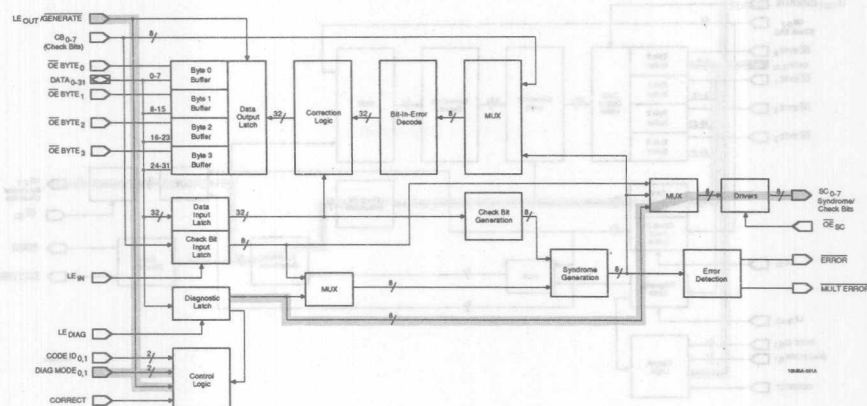 LE OUT /GENERATE
CB 0-7
(Check Bits)
8
OE BYTE 0
DATA 0-31
0-7
OE BYTE 1
8-15
OE BYTE 2
16-23
OE BYTE 3
24-31
Byte 0
Buffer
Byte 1
Buffer
Byte 2
Buffer
Byte 3
Buffer
Data
Output
Latch
32
Correction
Logic
32
Bit-In-Error
Decode
8
MUX
32
Data
Input
Latch
32
Check Bit
Input
Latch
8
Check Bit
Generation
8
MUX
8
Drivers
8
SC 0-7
Syndrome/
Check Bits
OE SC
LE IN
MUX
8
Syndrome
Generation
8
Error
Detection
ERROR
MULT ERROR
Diagnostic
Latch
8
LE DIAG
CODE ID 0,1
2
DIAG MODE 0,1
2
Control
Logic
CORRECT